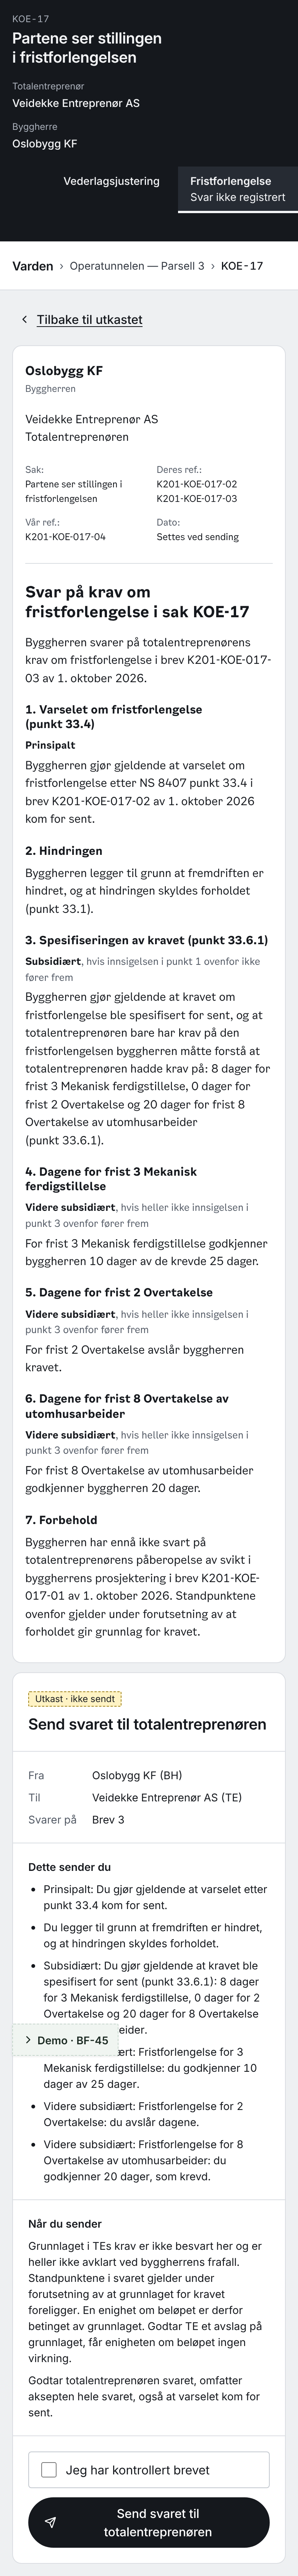 KOE-17
Partene ser stillingen
i fristforlengelsen
Totalentreprenør
Veidekke Entreprenør AS
Byggherre
Oslobygg KF
Vederlagsjustering
Fristforlengelse
Svar ikke registrert
Varden › Operatunnelen — Parsell 3 › KOE-17
Tilbake til utkastet
Oslobygg KF
Byggherren
Veidekke Entreprenør AS
Totalentreprenøren
Sak:
Partene ser stillingen i
fristforlengelsen
Deres ref.:
K201-KOE-017-02
K201-KOE-017-03
Vår ref.:
K201-KOE-017-04
Dato:
Settes ved sending
Svar på krav om
fristforlengelse i sak KOE-17
Byggherren svarer på totalentreprenørens
krav om fristforlengelse i brev K201-KOE-017-
03 av 1. oktober 2026.
1. Varselet om fristforlengelse
(punkt 33.4)
Prinsipalt
Byggherren gjør gjeldende at varselet om
fristforlengelse etter NS 8407 punkt 33.4 i
brev K201-KOE-017-02 av 1. oktober 2026
kom for sent.
2. Hindringen
Byggherren legger til grunn at fremdriften er
hindret, og at hindringen skyldes forholdet
(punkt 33.1).
3. Spesifiseringen av kravet (punkt 33.6.1)
Subsidiært, hvis innsigelsen i punkt 1 ovenfor ikke
fører frem
Byggherren gjør gjeldende at kravet om
fristforlengelse ble spesifisert for sent, og at
totalentreprenøren bare har krav på den
fristforlengelsen byggherren måtte forstå at
totalentreprenøren hadde krav på: 8 dager for
frist 3 Mekanisk ferdigstillelse, 0 dager for
frist 2 Overtakelse og 20 dager for frist 8
Overtakelse av utomhusarbeider
(punkt 33.6.1).
4. Dagene for frist 3 Mekanisk
ferdigstillelse
Videre subsidiært, hvis heller ikke innsigelsen i
punkt 3 ovenfor fører frem
For frist 3 Mekanisk ferdigstillelse godkjenner
byggherren 10 dager av de krevde 25 dager.
5. Dagene for frist 2 Overtakelse
Videre subsidiært, hvis heller ikke innsigelsen i
punkt 3 ovenfor fører frem
For frist 2 Overtakelse avslår byggherren
kravet.
6. Dagene for frist 8 Overtakelse av
utomhusarbeider
Videre subsidiært, hvis heller ikke innsigelsen i
punkt 3 ovenfor fører frem
For frist 8 Overtakelse av utomhusarbeider
godkjenner byggherren 20 dager.
7. Forbehold
Byggherren har ennå ikke svart på
totalentreprenørens påberopelse av svikt i
byggherrens prosjektering i brev K201-KOE-
017-01 av 1. oktober 2026. Standpunktene
ovenfor gjelder under forutsetning av at
forholdet gir grunnlag for kravet.
Utkast · ikke sendt
Send svaret til totalentreprenøren
Fra Oslobygg KF (BH)
Til Veidekke Entreprenør AS (TE)
Svarer på Brev 3
Dette sender du
• Prinsipalt: Du gjør gjeldende at varselet etter
punkt 33.4 kom for sent.
• Du legger til grunn at fremdriften er hindret,
og at hindringen skyldes forholdet.
• Subsidiært: Du gjør gjeldende at kravet ble
spesifisert for sent (punkt 33.6.1): 8 dager
for 3 Mekanisk ferdigstillelse, 0 dager for 2
Overtakelse og 20 dager for 8 Overtakelse
eider.
Demo · BF-45
ært: Fristforlengelse for 3
Mekanisk ferdigstillelse: du godkjenner 10
dager av 25 dager.
• Videre subsidiært: Fristforlengelse for 2
Overtakelse: du avslår dagene.
• Videre subsidiært: Fristforlengelse for 8
Overtakelse av utomhusarbeider: du
godkjenner 20 dager, som krevd.
Når du sender
Grunnlaget i TEs krav er ikke besvart her og er
heller ikke avklart ved byggherrens frafall.
Standpunktene i svaret gjelder under
forutsetning av at grunnlaget for kravet
foreligger. En enighet om beløpet er derfor
betinget av grunnlaget. Godtar TE et avslag på
grunnlaget, får enigheten om beløpet ingen
virkning.
Godtar totalentreprenøren svaret, omfatter
aksepten hele svaret, også at varselet kom for
sent.
Jeg har kontrollert brevet
Send svaret til
totalentreprenøren